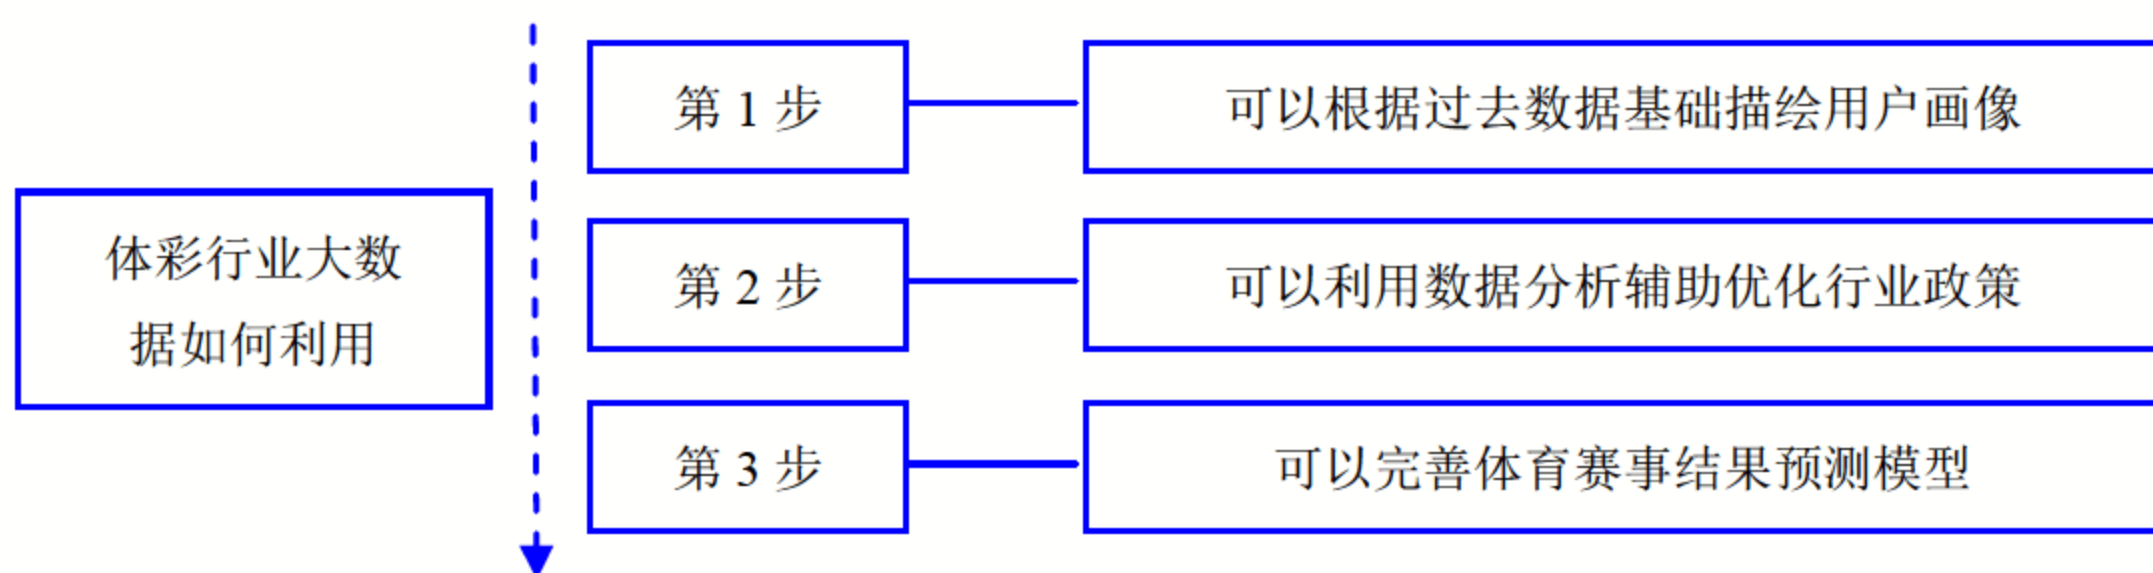 体彩行业大数
据如何利用
第 1 步
可以根据过去数据基础描绘用户画像
第 2 步
可以利用数据分析辅助优化行业政策
第 3 步
可以完善体育赛事结果预测模型